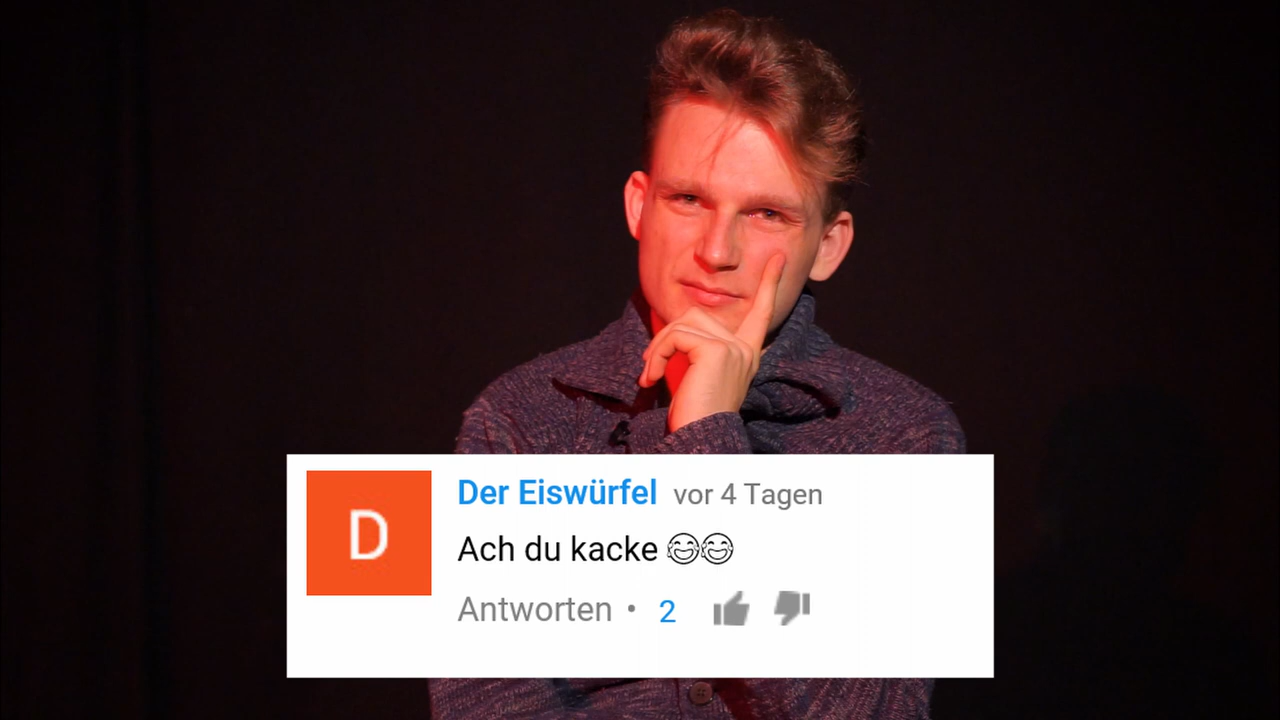 D
Der Eiswürfel vor 4 Tagen
Ach du kacke 😂😂
Antworten • 2